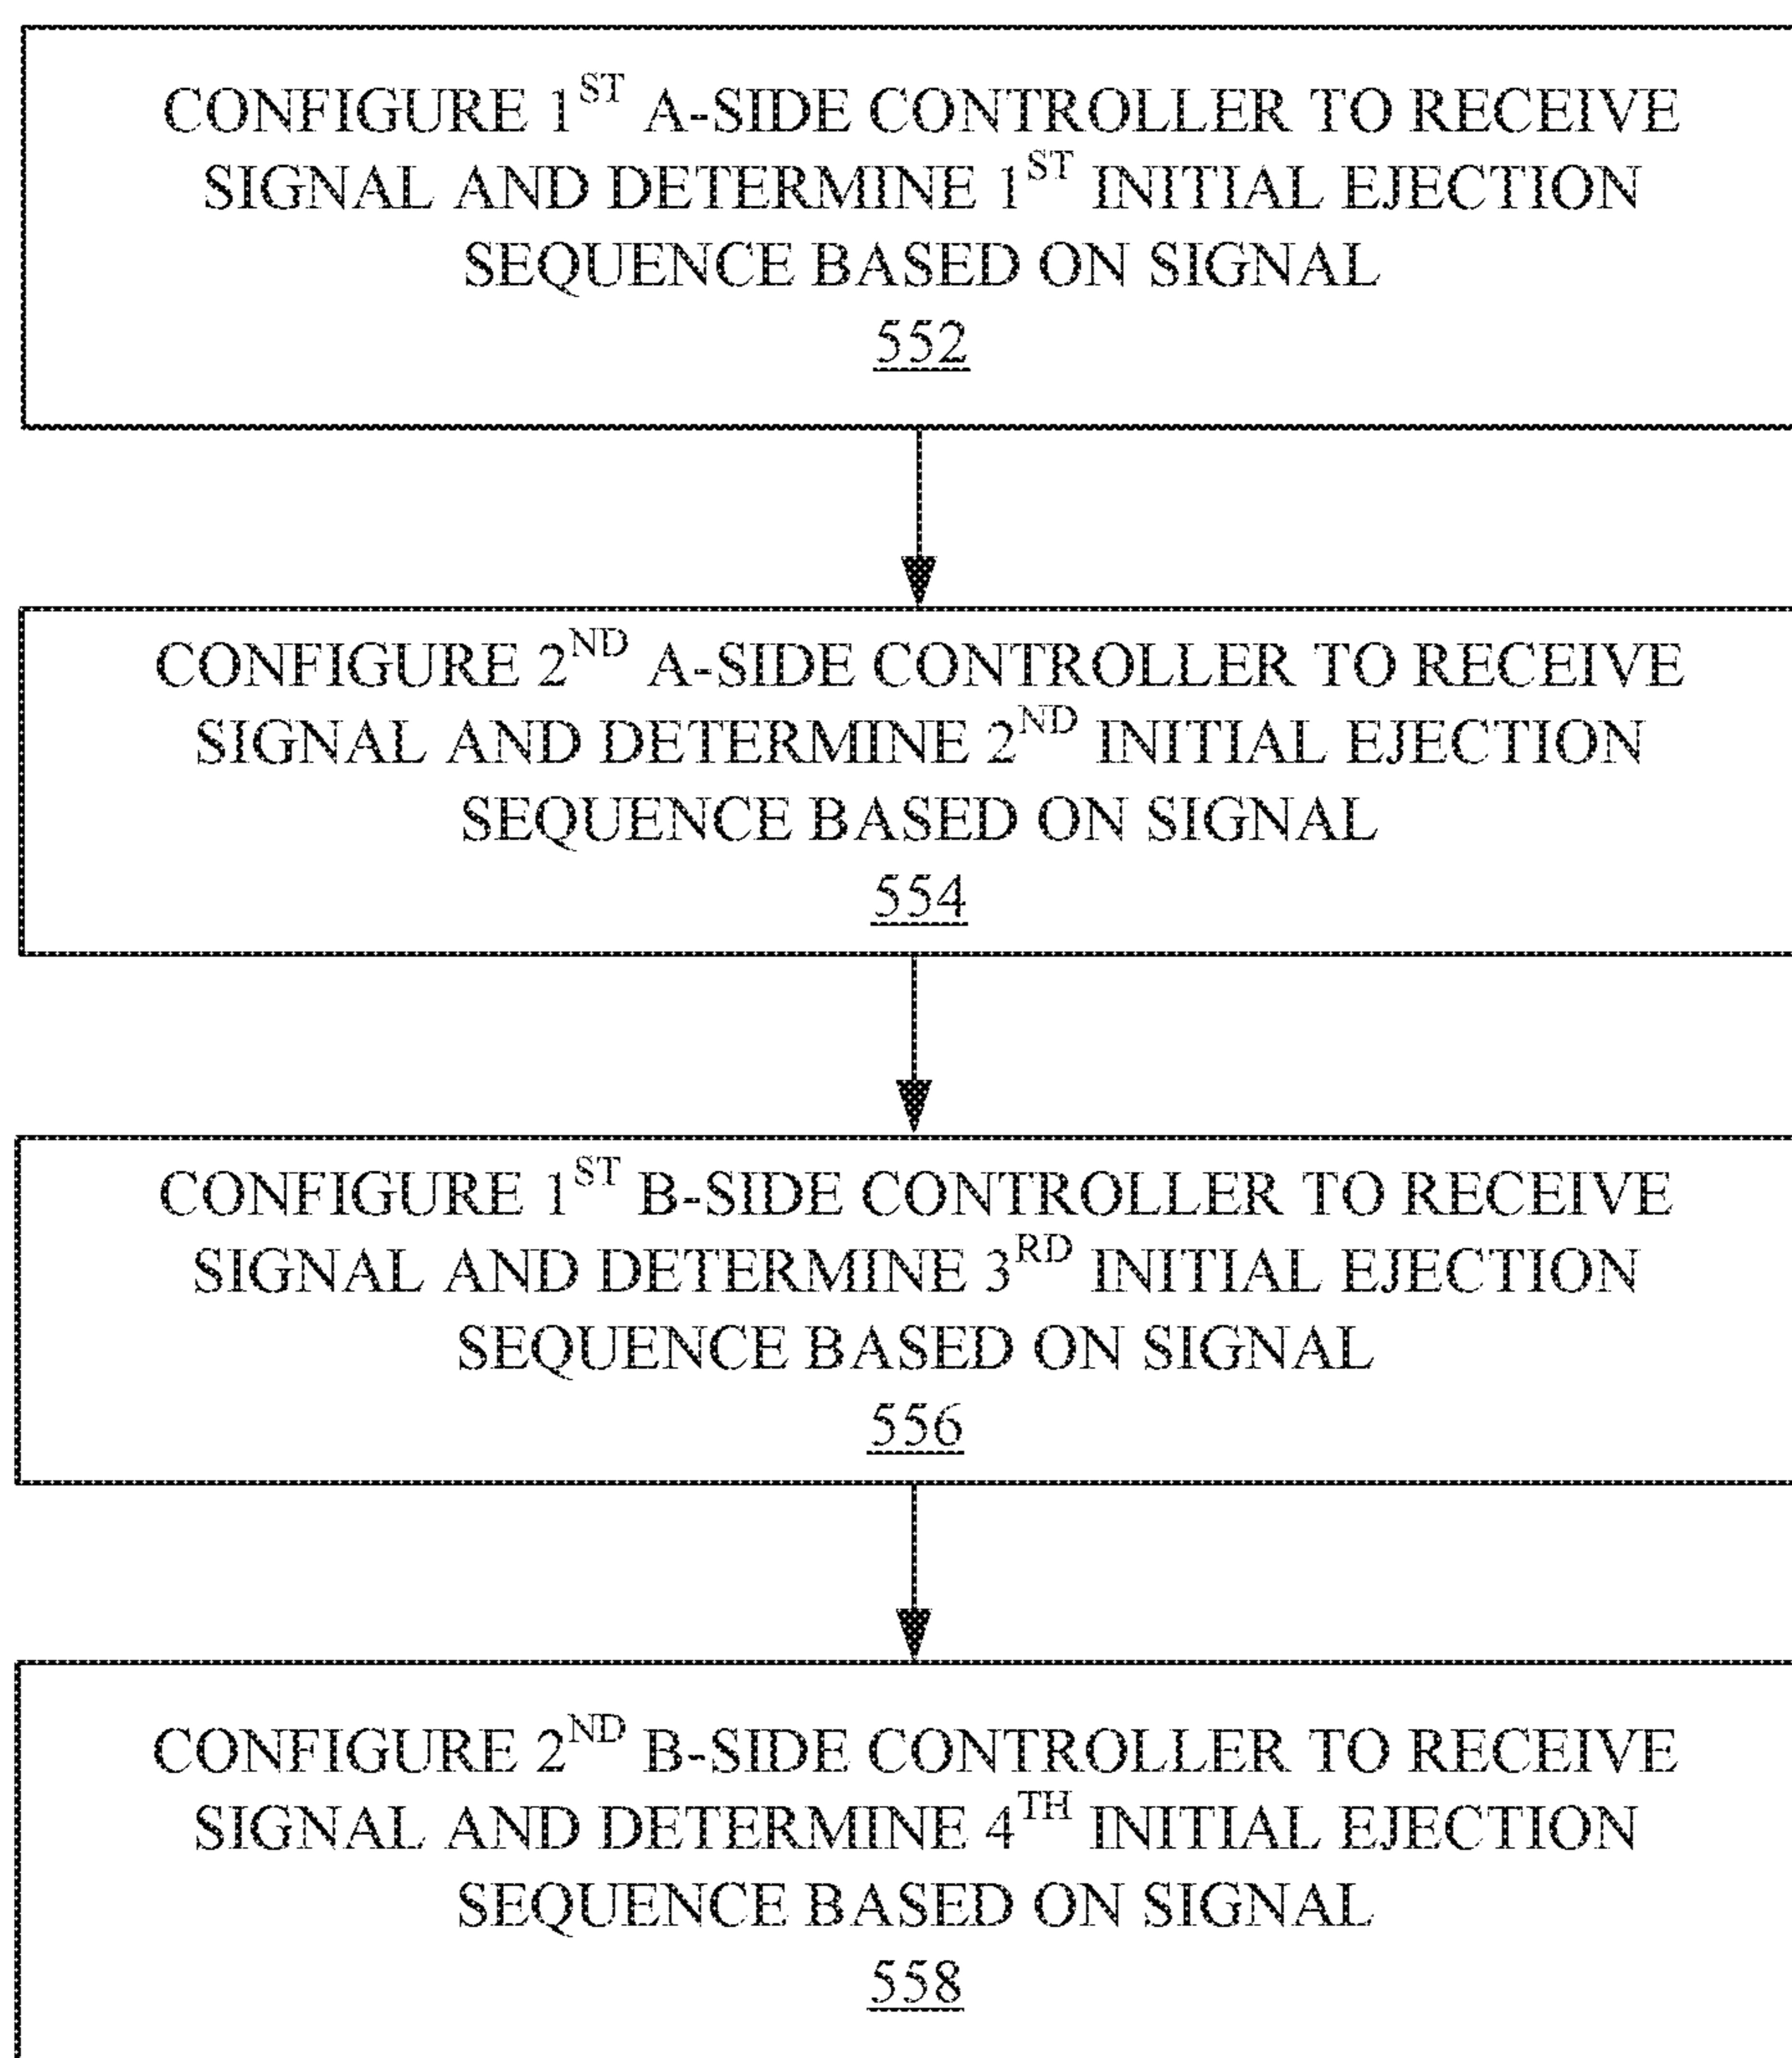 CONFIGURE 1ST A-SIDE CONTROLLER TO RECEIVE
SIGNAL AND DETERMINE 1ST INITIAL EJECTION
SEQUENCE BASED ON SIGNAL
552
CONFIGURE 2ND A-SIDE CONTROLLER TO RECEIVE
SIGNAL AND DETERMINE 2ND INITIAL EJECTION
SEQUENCE BASED ON SIGNAL
554
CONFIGURE 1ST B-SIDE CONTROLLER TO RECEIVE
SIGNAL AND DETERMINE 3RD INITIAL EJECTION
SEQUENCE BASED ON SIGNAL
556
CONFIGURE 2ND B-SIDE CONTROLLER TO RECEIVE
SIGNAL AND DETERMINE 4TH INITIAL EJECTION
SEQUENCE BASED ON SIGNAL
558